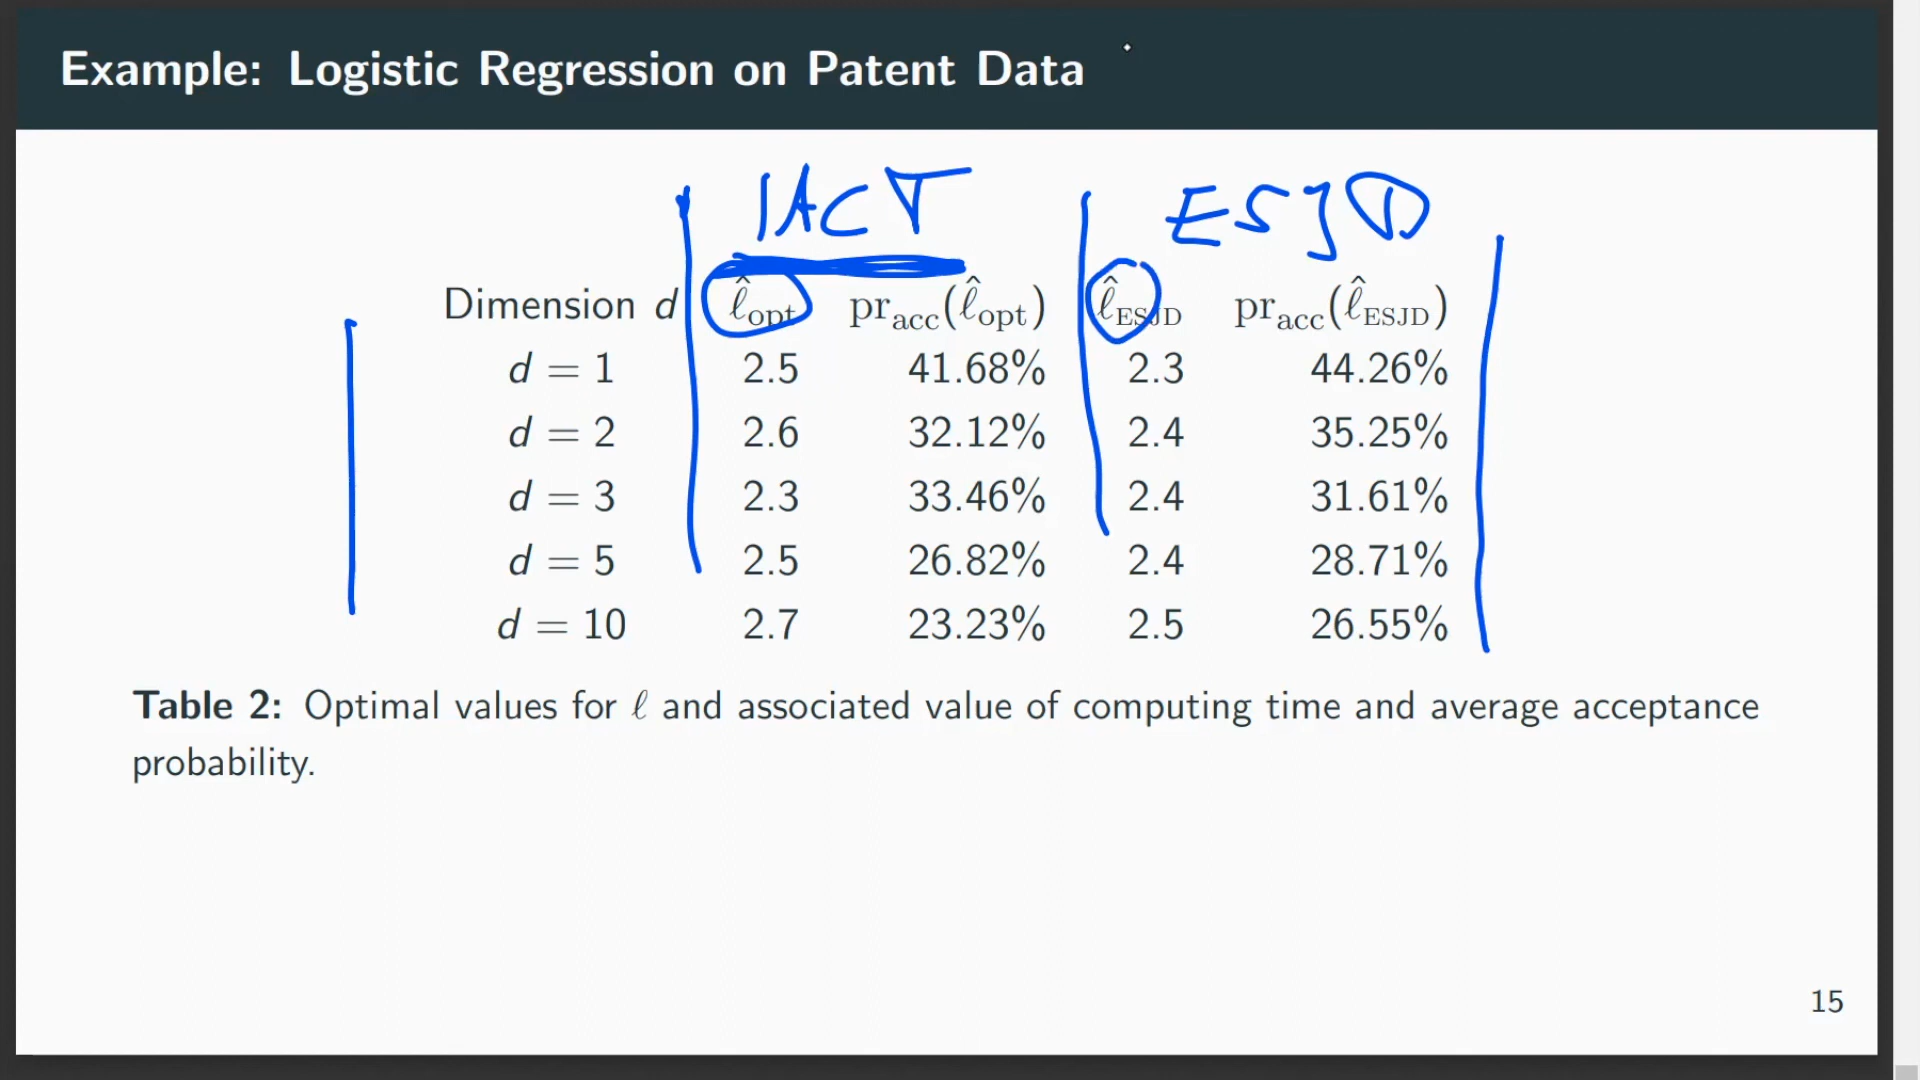 Example: Logistic Regression on Patent Data
IACT ESJD
Dimension d ℓ̂opt pracc(ℓ̂opt) ℓ̂ESJD pracc(ℓ̂ESJD)
d = 1 2.5 41.68% 2.3 44.26%
d = 2 2.6 32.12% 2.4 35.25%
d = 3 2.3 33.46% 2.4 31.61%
d = 5 2.5 26.82% 2.4 28.71%
d = 10 2.7 23.23% 2.5 26.55%
Table 2: Optimal values for ℓ and associated value of computing time and average acceptance
probability.
15